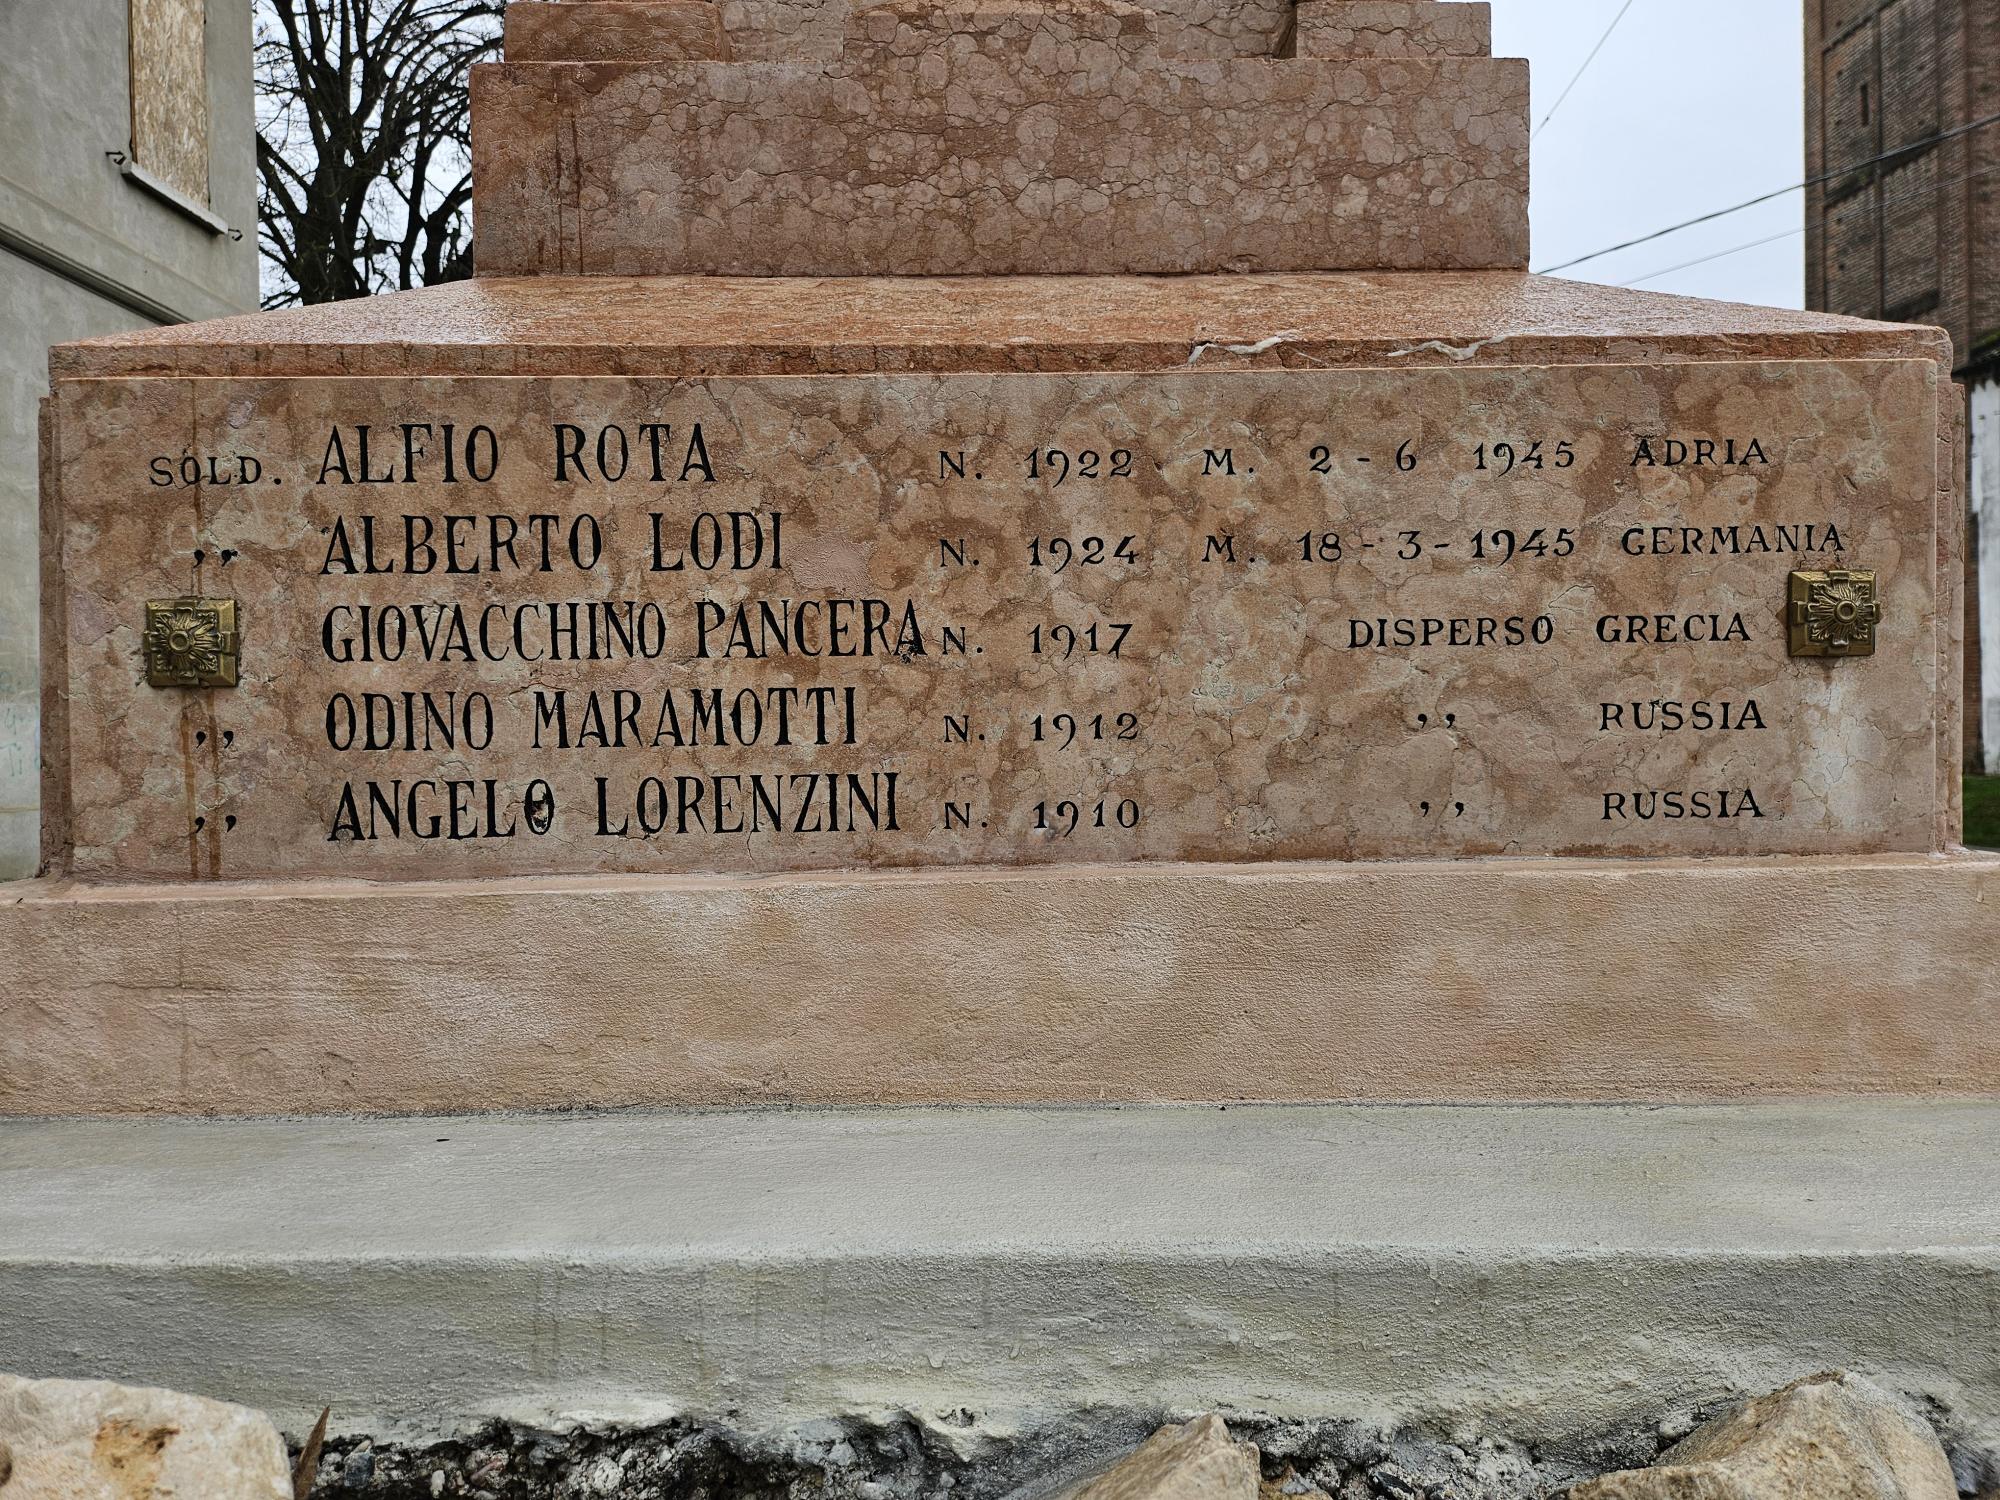 SOLD. ALFIO ROTA N. 1922 M. 2 - 6 1945 ADRIA
,, ALBERTO LODI N. 1924 M. 18 - 3 - 1945 GERMANIA
GIOVACCHINO PANCERA N. 1917 DISPERSO GRECIA
,, ODINO MARAMOTTI N. 1912 ,, RUSSIA
,, ANGELO LORENZINI N. 1910 ,, RUSSIA